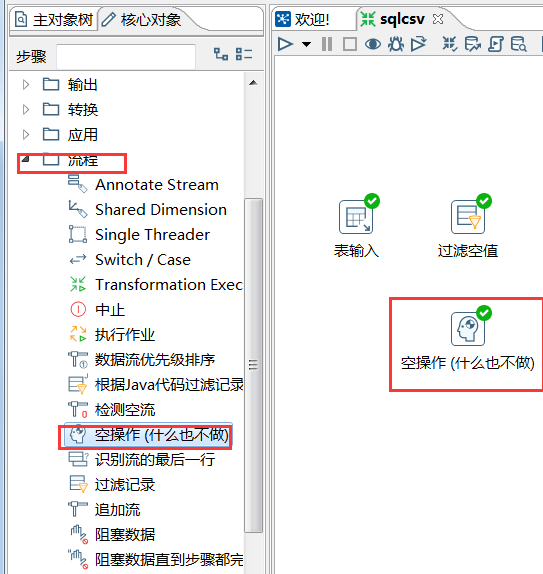 主对象树
核心对象
步骤
输出
转换
应用
流程
Annotate Stream
Shared Dimension
Single Threader
Switch / Case
Transformation Exec
中止
执行作业
数据流优先级排序
根据Java代码过滤记录
检测空流
空操作 (什么也不做)
识别流的最后一行
过滤记录
追加流
阻塞数据
阻塞数据直到步骤都完
欢迎!
sqlcsv
表输入
过滤空值
空操作 (什么也不做)